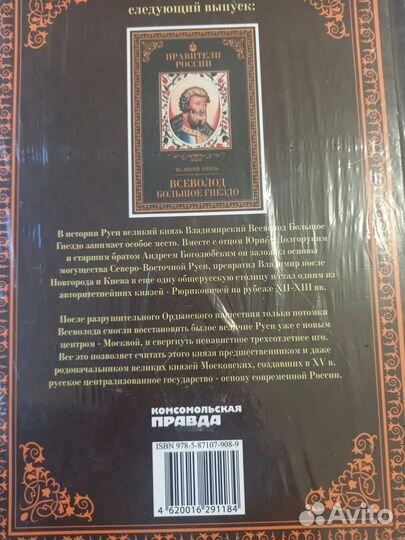 следующий выпуск:
ПРАВИТЕЛИ
РОССИИ
ВЕЛИКИЙ КНЯЗЬ
ВСЕВОЛОД
БОЛЬШОЕ ГНЕЗДО
В истории Руси великий князь Владимирский Всеволод Большое
Гнездо занимает особое место. Вместе с отцом Юрием Долгоруким
и старшим братом Андреем Боголюбским он заложил основы
могущества Северо-Восточной Руси, превратил Владимир после
Новгорода и Киева в еще одну общерусскую столицу и стал одним из
авторитетнейших князей - Рюриковичей на рубеже XII-XIII вв.
После разрушительного Ордынского нашествия только потомки
Всеволода смогли восстановить былое величие Руси уже с новым
центром - Москвой, и свергнуть ненавистное трехсотлетнее иго.
Все это позволяет считать этого князя предшественником и даже
родоначальником великих князей Московских, создавших в XV в.
русское централизованное государство - основу современной России.
КОМСОМОЛЬСКАЯ
ПРАВДА
ISBN 978-5-87107-908-9
4 620016 291184
Avito